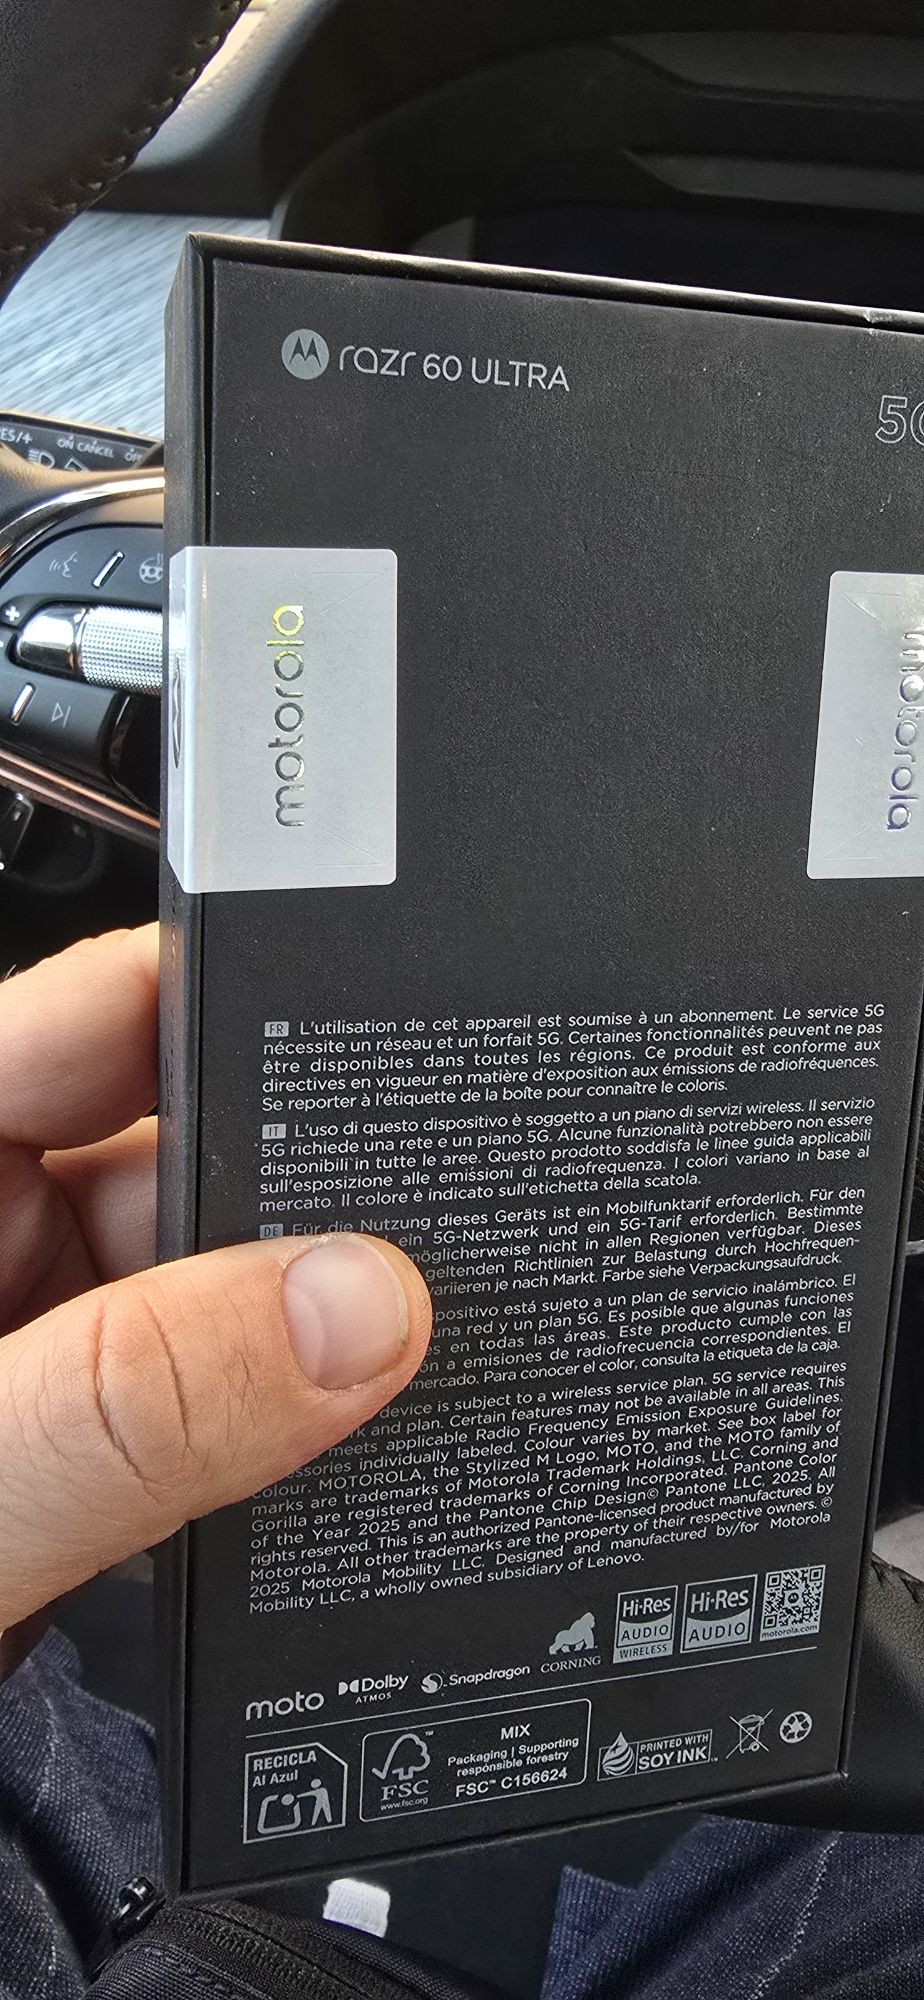 razr 60 ULTRA
5G
RES/+
ON CANCEL
motorola
motorola
FR L'utilisation de cet appareil est soumise à un abonnement. Le service 5G
nécessite un réseau et un forfait 5G. Certaines fonctionnalités peuvent ne pas
être disponibles dans toutes les régions. Ce produit est conforme aux
directives en vigueur en matière d'exposition aux émissions de radiofréquences.
Se reporter à l'étiquette de la boîte pour connaître le coloris.
IT L'uso di questo dispositivo è soggetto a un piano di servizi wireless. Il servizio
5G richiede una rete e un piano 5G. Alcune funzionalità potrebbero non essere
disponibili in tutte le aree. Questo prodotto soddisfa le linee guida applicabili
sull'esposizione alle emissioni di radiofrequenza. I colori variano in base al
mercato. Il colore è indicato sull'etichetta della scatola.
DE Für die Nutzung dieses Geräts ist ein Mobilfunktarif erforderlich. Für den
ein 5G-Netzwerk und ein 5G-Tarif erforderlich. Bestimmte
möglicherweise nicht in allen Regionen verfügbar. Dieses
geltenden Richtlinien zur Belastung durch Hochfrequen-
variieren je nach Markt. Farbe siehe Verpackungsaufdruck.
positivo está sujeto a un plan de servicio inalámbrico. El
una red y un plan 5G. Es posible que algunas funciones
es en todas las áreas. Este producto cumple con las
ón a emisiones de radiofrecuencia correspondientes. El
mercado. Para conocer el color, consulta la etiqueta de la caja.
device is subject to a wireless service plan. 5G service requires
rk and plan. Certain features may not be available in all areas. This
meets applicable Radio Frequency Emission Exposure Guidelines.
essories individually labeled. Colour varies by market. See box label for
colour. MOTOROLA, the Stylized M Logo, MOTO, and the MOTO family of
marks are trademarks of Motorola Trademark Holdings, LLC. Corning and
Gorilla are registered trademarks of Corning Incorporated. Pantone Color
of the Year 2025 and the Pantone Chip Design© Pantone LLC, 2025. All
rights reserved. This is an authorized Pantone-licensed product manufactured by
Motorola. All other trademarks are the property of their respective owners. ©
2025 Motorola Mobility LLC. Designed and manufactured by/for Motorola
Mobility LLC, a wholly owned subsidiary of Lenovo.
moto
Dolby
ATMOS
Snapdragon
CORNING
Hi-Res
AUDIO
WIRELESS
Hi-Res
AUDIO
motorola.com
RECICLA
Al Azul
FSC™
www.fsc.org
MIX
Packaging | Supporting
responsible forestry
FSC™ C156624
PRINTED WITH
SOY INK™